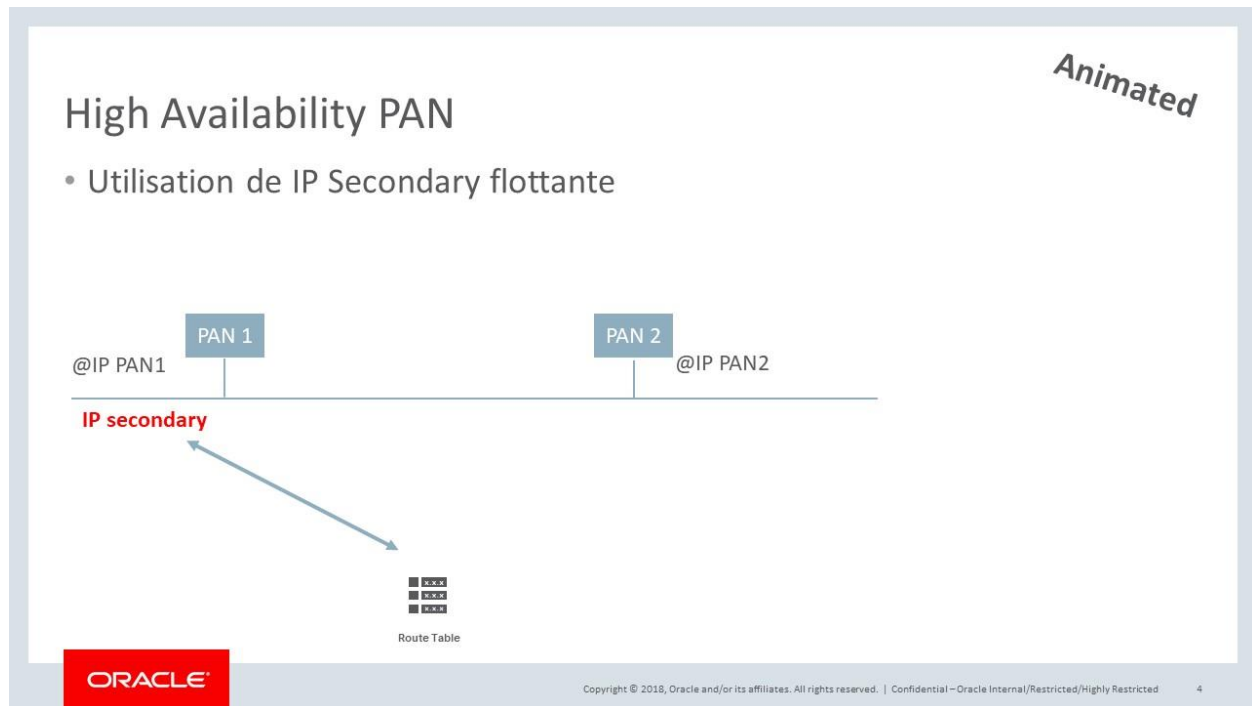 Animated
High Availability PAN
• Utilisation de IP Secondary flottante
PAN 1
PAN 2
@IP PAN1
@IP PAN2
IP secondary
x.x.x
x.x.x
x.x.x
Route Table
ORACLE®
Copyright © 2018, Oracle and/or its affiliates. All rights reserved. | Confidential – Oracle Internal/Restricted/Highly Restricted 4